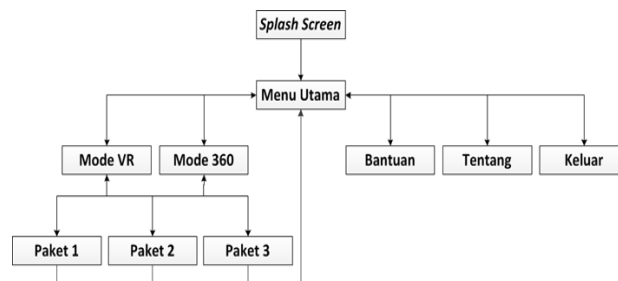 Splash Screen
Menu Utama
Mode VR
Mode 360
Bantuan
Tentang
Keluar
Paket 1
Paket 2
Paket 3